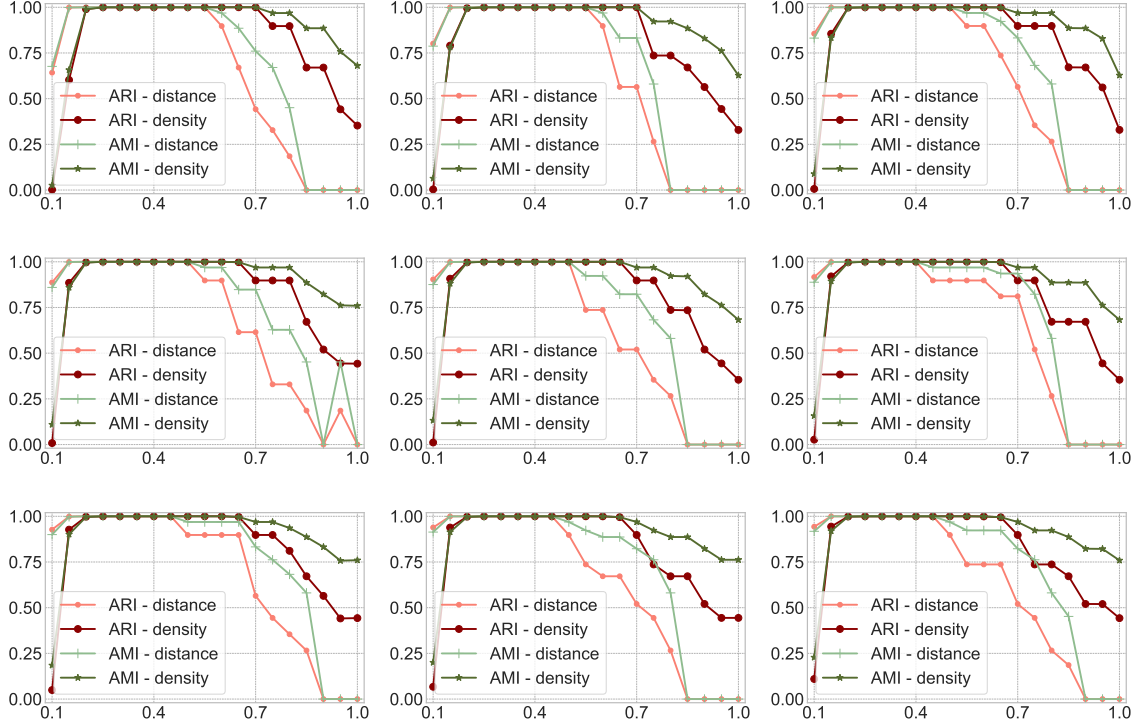 1.00 1.00 1.00
0.75 0.75 0.75
0.50 0.50 0.50
ARI - distance ARI - distance ARI - distance
ARI - density ARI - density ARI - density
0.25 0.25 0.25
AMI - distance AMI - distance AMI - distance
AMI - density AMI - density AMI - density
0.00 0.00 0.00
0.1 0.4 0.7 1.0 0.1 0.4 0.7 1.0 0.1 0.4 0.7 1.0
1.00 1.00 1.00
0.75 0.75 0.75
0.50 0.50 0.50
ARI - distance ARI - distance ARI - distance
ARI - density ARI - density ARI - density
0.25 0.25 0.25
AMI - distance AMI - distance AMI - distance
AMI - density AMI - density AMI - density
0.00 0.00 0.00
0.1 0.4 0.7 1.0 0.1 0.4 0.7 1.0 0.1 0.4 0.7 1.0
1.00 1.00 1.00
0.75 0.75 0.75
0.50 0.50 0.50
ARI - distance ARI - distance ARI - distance
ARI - density ARI - density ARI - density
0.25 0.25 0.25
AMI - distance AMI - distance AMI - distance
AMI - density AMI - density AMI - density
0.00 0.00 0.00
0.1 0.4 0.7 1.0 0.1 0.4 0.7 1.0 0.1 0.4 0.7 1.0